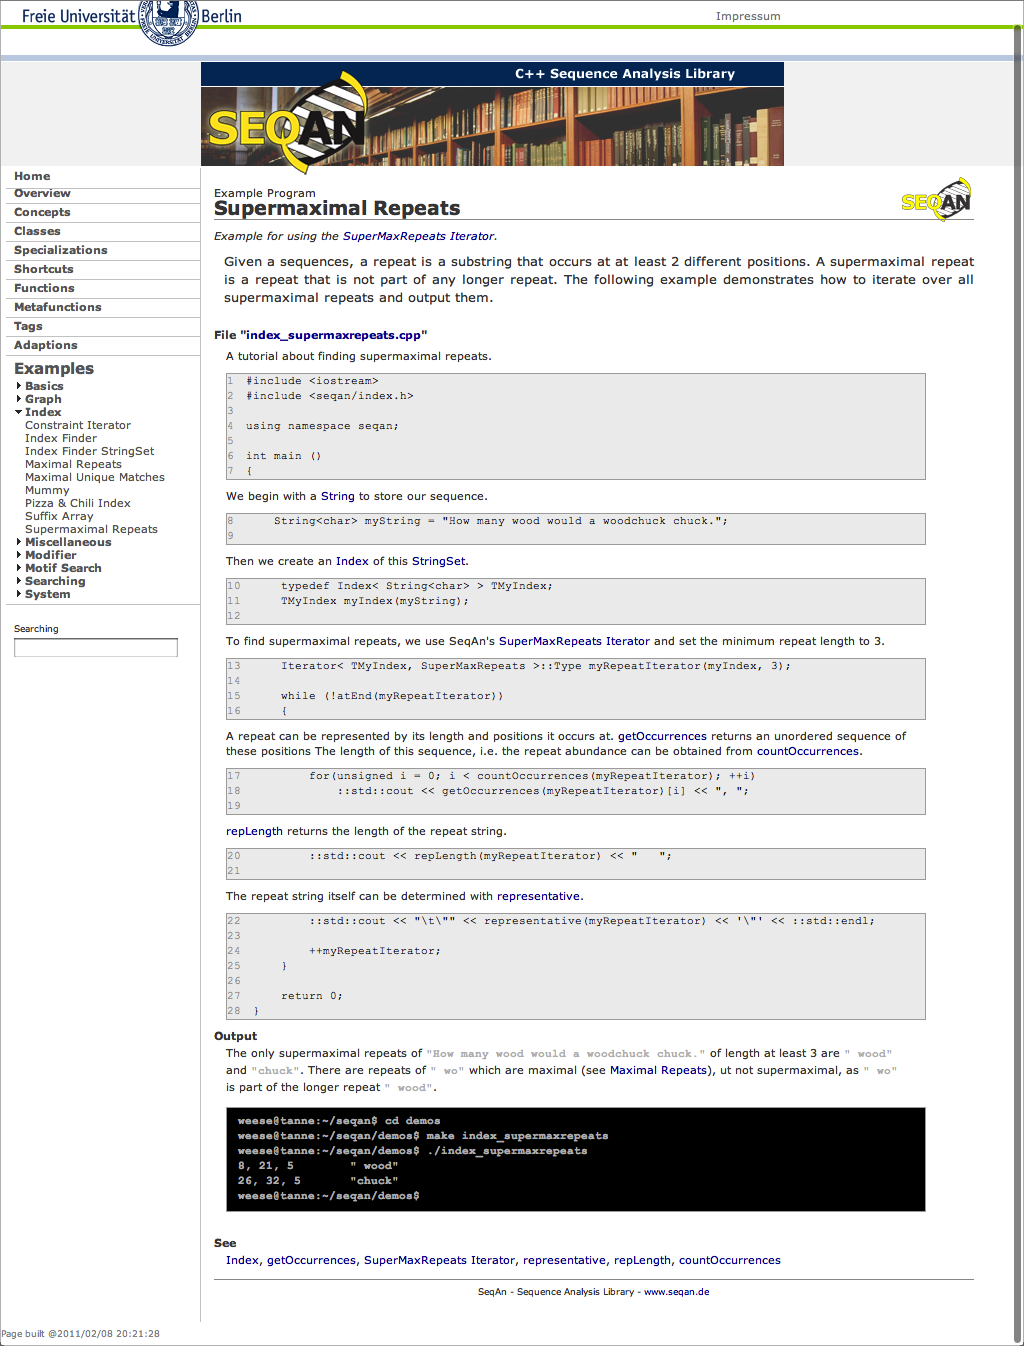 Freie Universität Berlin
Impressum
C++ Sequence Analysis Library
SEQAN
Home
Overview
Concepts
Classes
Specializations
Shortcuts
Functions
Metafunctions
Tags
Adaptions
Examples
Basics
Graph
Index
Constraint Iterator
Index Finder
Index Finder StringSet
Maximal Repeats
Maximal Unique Matches
Mummy
Pizza & Chili Index
Suffix Array
Supermaximal Repeats
Miscellaneous
Modifier
Motif Search
Searching
System
Searching
Example Program
Supermaximal Repeats
SEQAN
Example for using the SuperMaxRepeats Iterator.
Given a sequences, a repeat is a substring that occurs at at least 2 different positions. A supermaximal repeat
is a repeat that is not part of any longer repeat. The following example demonstrates how to iterate over all
supermaximal repeats and output them.
File "index_supermaxrepeats.cpp"
A tutorial about finding supermaximal repeats.
1 #include <iostream>
2 #include <seqan/index.h>
3
4 using namespace seqan;
5
6 int main ()
7 {
We begin with a String to store our sequence.
8 String<char> myString = "How many wood would a woodchuck chuck.";
9
Then we create an Index of this StringSet.
10 typedef Index< String<char> > TMyIndex;
11 TMyIndex myIndex(myString);
12
To find supermaximal repeats, we use SeqAn's SuperMaxRepeats Iterator and set the minimum repeat length to 3.
13 Iterator< TMyIndex, SuperMaxRepeats >::Type myRepeatIterator(myIndex, 3);
14
15 while (!atEnd(myRepeatIterator))
16 {
A repeat can be represented by its length and positions it occurs at. getOccurrences returns an unordered sequence of
these positions The length of this sequence, i.e. the repeat abundance can be obtained from countOccurrences.
17 for(unsigned i = 0; i < countOccurrences(myRepeatIterator); ++i)
18 ::std::cout << getOccurrences(myRepeatIterator)[i] << ", ";
19
repLength returns the length of the repeat string.
20 ::std::cout << repLength(myRepeatIterator) << "   ";
21
The repeat string itself can be determined with representative.
22 ::std::cout << "\t\"" << representative(myRepeatIterator) << '\"' << ::std::endl;
23
24 ++myRepeatIterator;
25 }
26
27 return 0;
28 }
Output
The only supermaximal repeats of "How many wood would a woodchuck chuck." of length at least 3 are " wood"
and "chuck". There are repeats of " wo" which are maximal (see Maximal Repeats), ut not supermaximal, as " wo"
is part of the longer repeat " wood".
weese@tanne:~/seqan$ cd demos
weese@tanne:~/seqan/demos$ make index_supermaxrepeats
weese@tanne:~/seqan/demos$ ./index_supermaxrepeats
8, 21, 5 " wood"
26, 32, 5 "chuck"
weese@tanne:~/seqan/demos$
See
Index, getOccurrences, SuperMaxRepeats Iterator, representative, repLength, countOccurrences
SeqAn - Sequence Analysis Library - www.seqan.de
Page built @2011/02/08 20:21:28